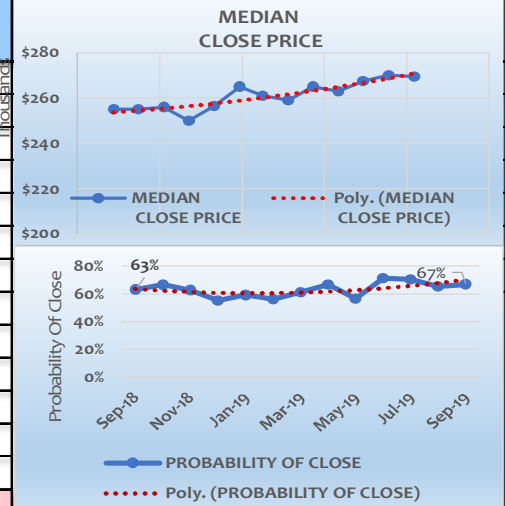 MEDIAN
CLOSE PRICE
Thousands
$280
$260
$240
$220
$200
MEDIAN
CLOSE PRICE
Poly. (MEDIAN
CLOSE PRICE)
Probability Of Close
80%
60%
40%
20%
0%
63%
67%
Sep-18
Nov-18
Jan-19
Mar-19
May-19
Jul-19
Sep-19
PROBABILITY OF CLOSE
Poly. (PROBABILITY OF CLOSE)